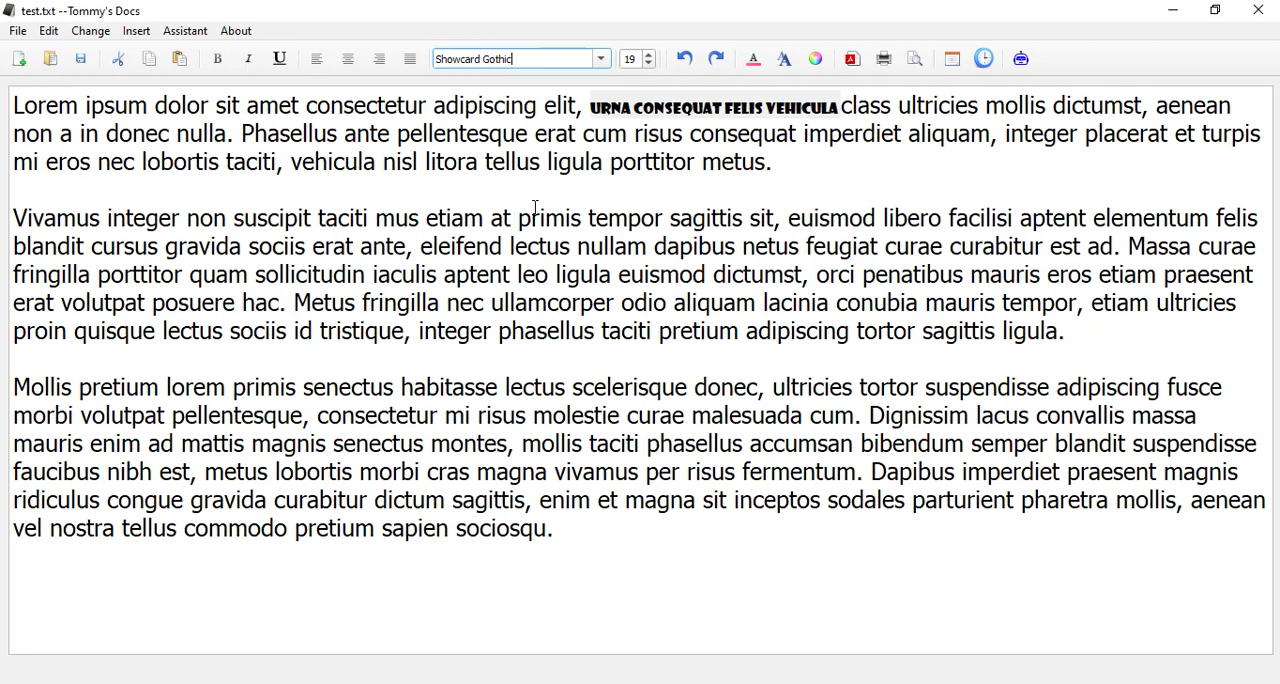 test.txt --Tommy's Docs
File Edit Change Insert Assistant About
B I U Showcard Gothic 19 A A
Lorem ipsum dolor sit amet consectetur adipiscing elit, URNA CONSEQUAT FELIS VEHICULA class ultricies mollis dictumst, aenean
non a in donec nulla. Phasellus ante pellentesque erat cum risus consequat imperdiet aliquam, integer placerat et turpis
mi eros nec lobortis taciti, vehicula nisl litora tellus ligula porttitor metus.
Vivamus integer non suscipit taciti mus etiam at primis tempor sagittis sit, euismod libero facilisi aptent elementum felis
blandit cursus gravida sociis erat ante, eleifend lectus nullam dapibus netus feugiat curae curabitur est ad. Massa curae
fringilla porttitor quam sollicitudin iaculis aptent leo ligula euismod dictumst, orci penatibus mauris eros etiam praesent
erat volutpat posuere hac. Metus fringilla nec ullamcorper odio aliquam lacinia conubia mauris tempor, etiam ultricies
proin quisque lectus sociis id tristique, integer phasellus taciti pretium adipiscing tortor sagittis ligula.
Mollis pretium lorem primis senectus habitasse lectus scelerisque donec, ultricies tortor suspendisse adipiscing fusce
morbi volutpat pellentesque, consectetur mi risus molestie curae malesuada cum. Dignissim lacus convallis massa
mauris enim ad mattis magnis senectus montes, mollis taciti phasellus accumsan bibendum semper blandit suspendisse
faucibus nibh est, metus lobortis morbi cras magna vivamus per risus fermentum. Dapibus imperdiet praesent magnis
ridiculus congue gravida curabitur dictum sagittis, enim et magna sit inceptos sodales parturient pharetra mollis, aenean
vel nostra tellus commodo pretium sapien sociosqu.